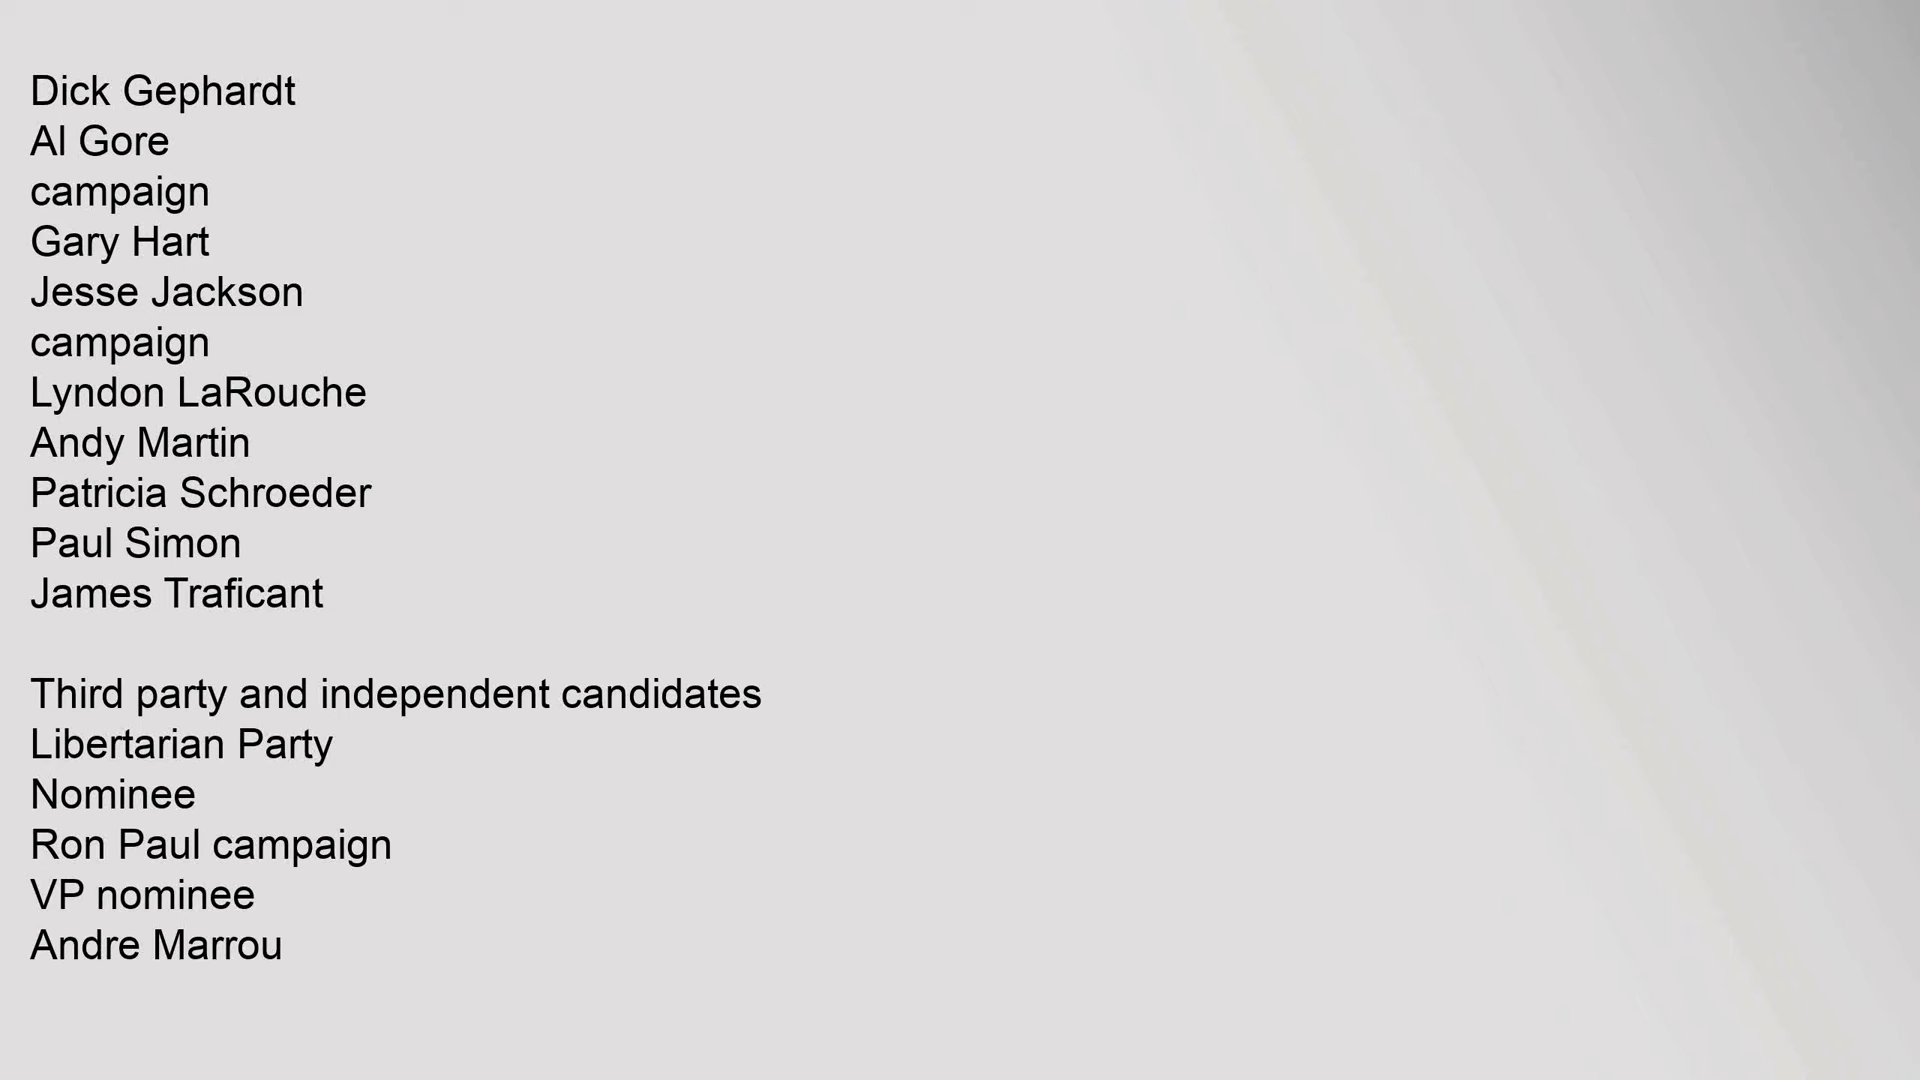 Dick Gephardt
Al Gore
campaign
Gary Hart
Jesse Jackson
campaign
Lyndon LaRouche
Andy Martin
Patricia Schroeder
Paul Simon
James Traficant
Third party and independent candidates
Libertarian Party
Nominee
Ron Paul campaign
VP nominee
Andre Marrou